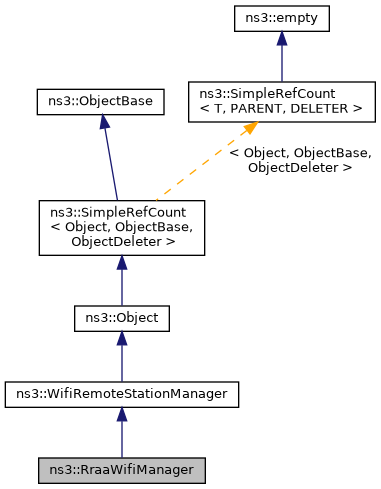 ns3::empty
ns3::SimpleRefCount
< T, PARENT, DELETER >
ns3::ObjectBase
< Object, ObjectBase,
ObjectDeleter >
ns3::SimpleRefCount
< Object, ObjectBase,
ObjectDeleter >
ns3::Object
ns3::WifiRemoteStationManager
ns3::RraaWifiManager